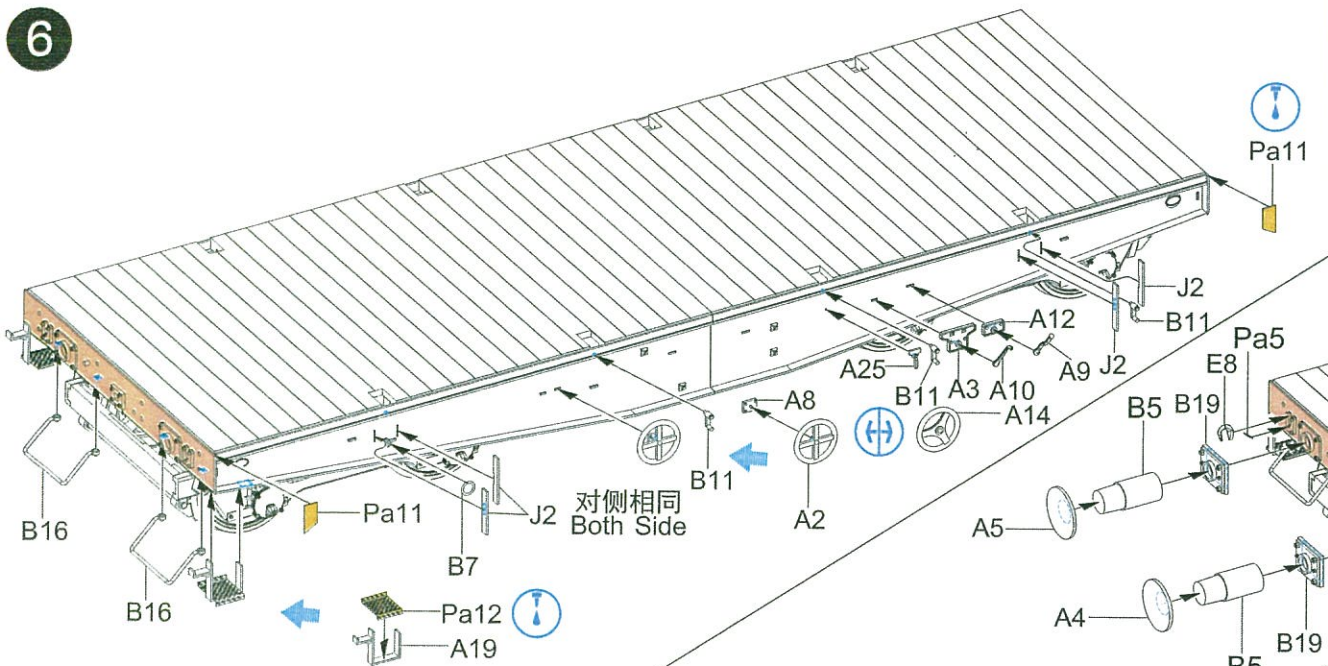 6
Pa11
J2
B11
J2
A12
A9
A10
A3
B11
A25
A14
A8
A2
B11
对侧相同
Both Side
J2
B7
Pa11
B16
B16
Pa12
A19
Pa5
E8
B19
B5
A5
A4
B19
B5